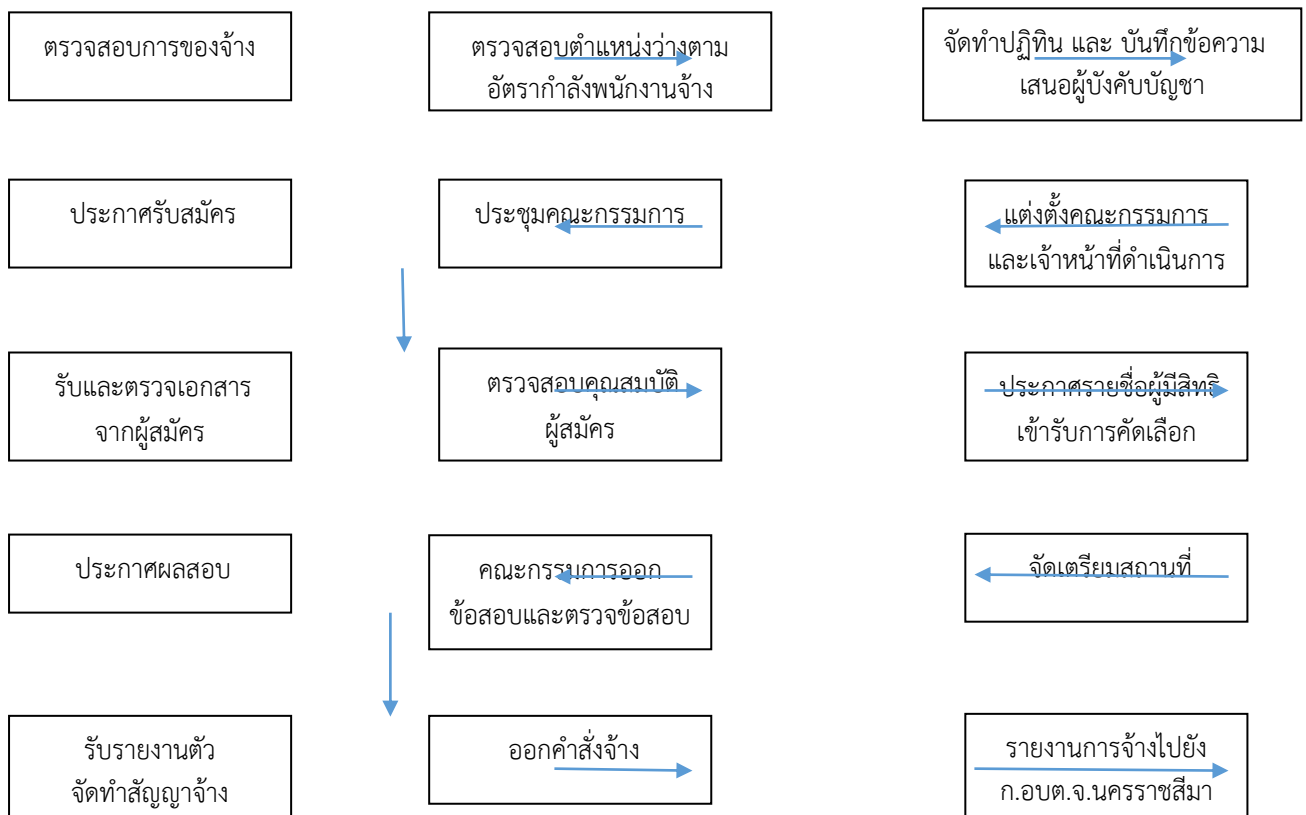 ตรวจสอบการของจ้าง
ตรวจสอบตำแหน่งว่างตาม
อัตรากำลังพนักงานจ้าง
จัดทำปฏิทิน และ บันทึกข้อความ
เสนอผู้บังคับบัญชา
ประกาศรับสมัคร
ประชุมคณะกรรมการ
แต่งตั้งคณะกรรมการ
และเจ้าหน้าที่ดำเนินการ
รับและตรวจเอกสาร
จากผู้สมัคร
ตรวจสอบคุณสมบัติ
ผู้สมัคร
ประกาศรายชื่อผู้มีสิทธิ
เข้ารับการคัดเลือก
ประกาศผลสอบ
คณะกรรมการออก
ข้อสอบและตรวจข้อสอบ
จัดเตรียมสถานที่
รับรายงานตัว
จัดทำสัญญาจ้าง
ออกคำสั่งจ้าง
รายงานการจ้างไปยัง
ก.อบต.จ.นครราชสีมา